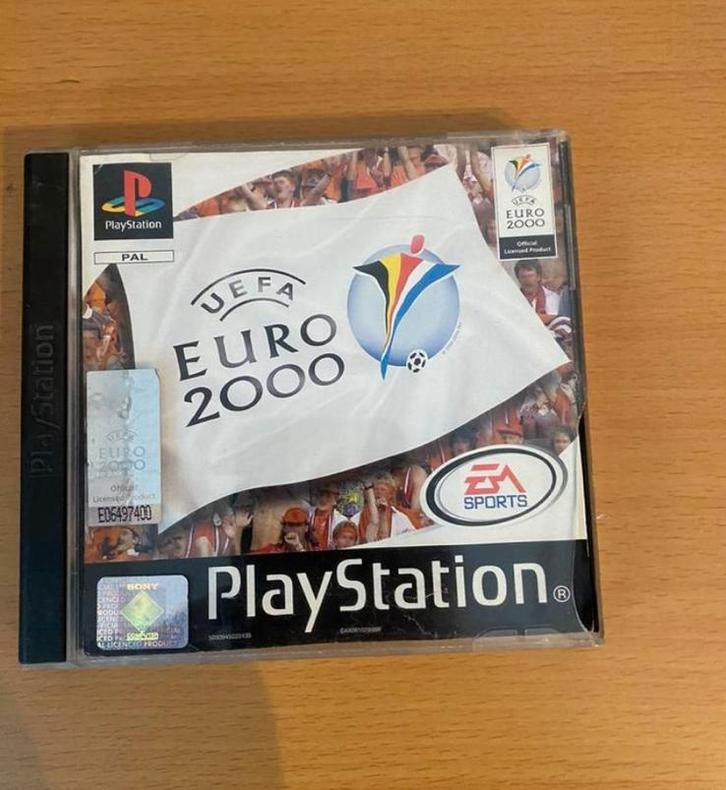 PlayStation
PlayStation
PAL
UEFA
EURO
2000
UEFA
EURO
2000
Official
Licensed Product
UEFA
EURO
2000
Official
Licensed Product
E06497400
EA
SPORTS
SONY
PlayStation®